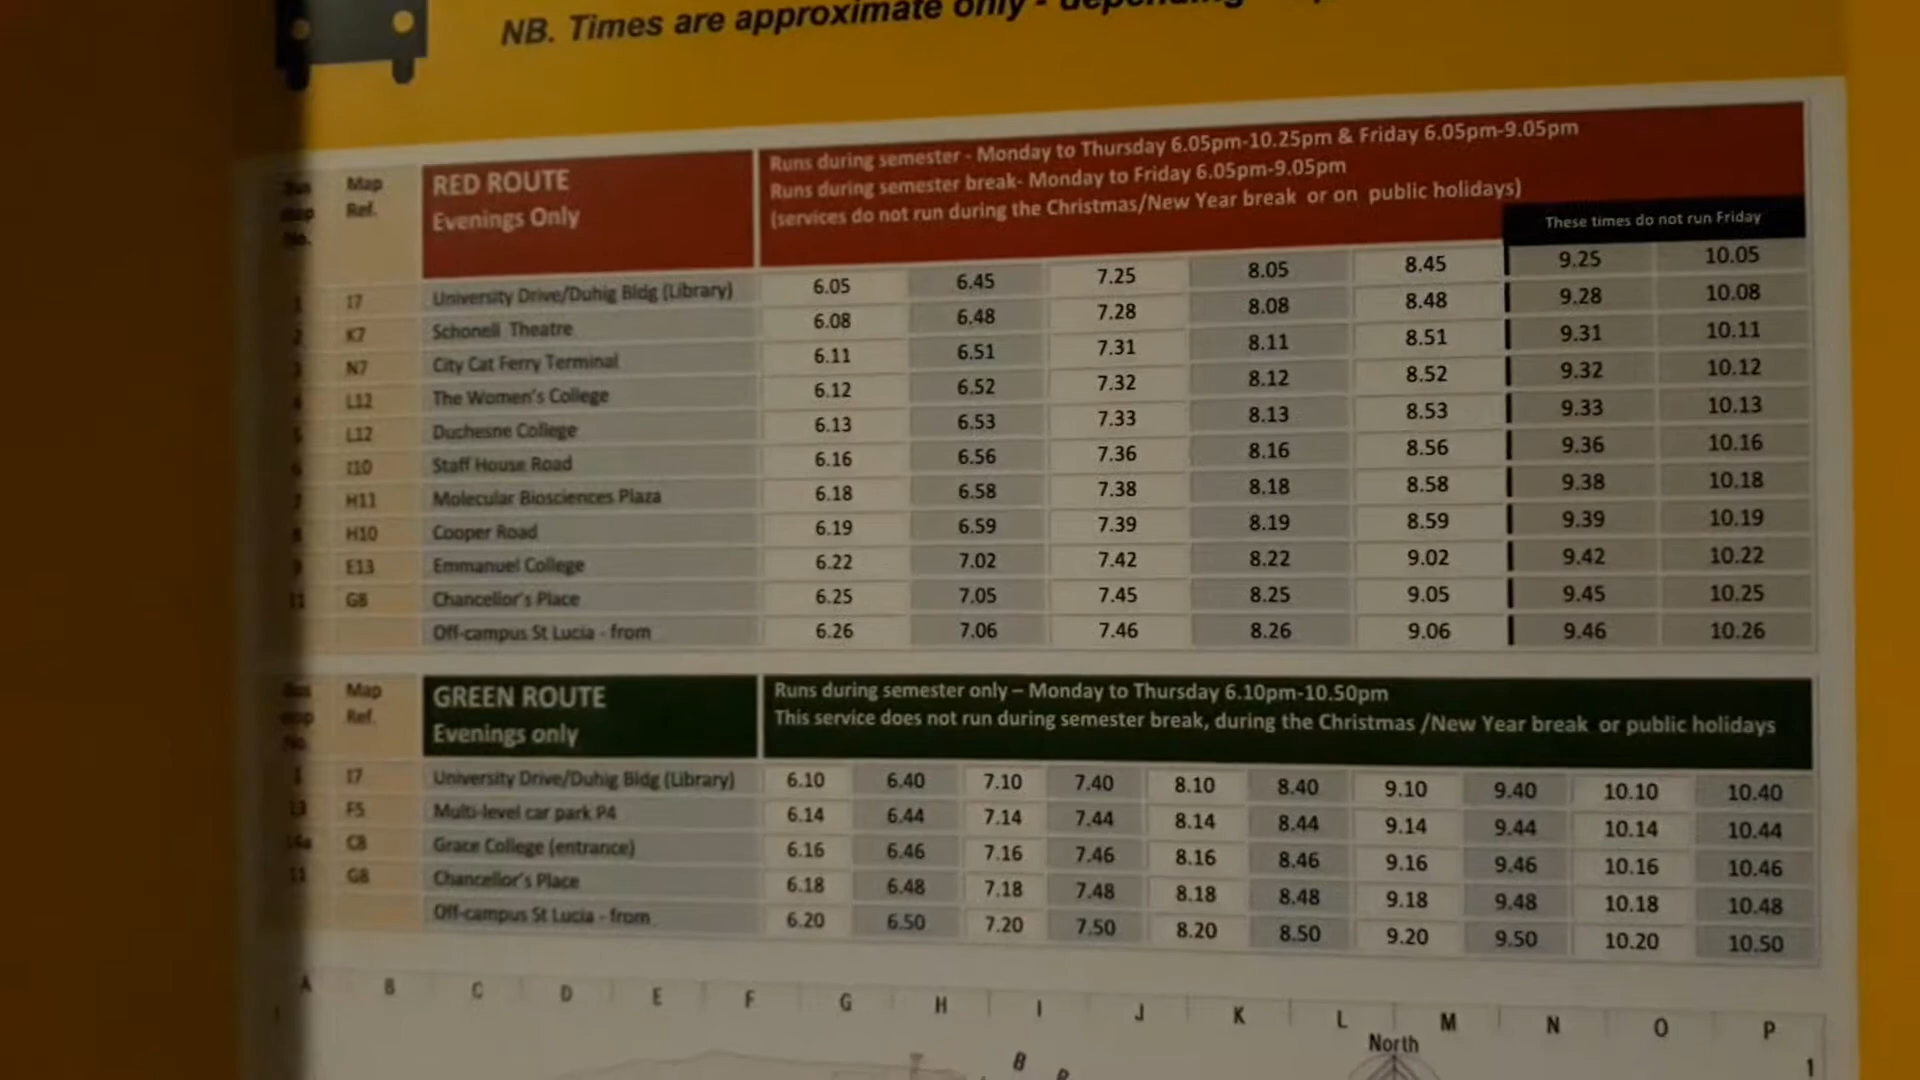 NB. Times are approximate only - depending
Bus Map RED ROUTE Runs during semester - Monday to Thursday 6.05pm-10.25pm & Friday 6.05pm-9.05pm
stop Ref. Evenings Only Runs during semester break- Monday to Friday 6.05pm-9.05pm
No. (services do not run during the Christmas/New Year break or on public holidays)
These times do not run Friday
1 I7 University Drive/Duhig Bldg (Library) 6.05 6.45 7.25 8.05 8.45 9.25 10.05
2 K7 Schonell Theatre 6.08 6.48 7.28 8.08 8.48 9.28 10.08
3 N7 City Cat Ferry Terminal 6.11 6.51 7.31 8.11 8.51 9.31 10.11
4 L12 The Women's College 6.12 6.52 7.32 8.12 8.52 9.32 10.12
5 L12 Duchesne College 6.13 6.53 7.33 8.13 8.53 9.33 10.13
6 I10 Staff House Road 6.16 6.56 7.36 8.16 8.56 9.36 10.16
7 H11 Molecular Biosciences Plaza 6.18 6.58 7.38 8.18 8.58 9.38 10.18
8 H10 Cooper Road 6.19 6.59 7.39 8.19 8.59 9.39 10.19
9 E13 Emmanuel College 6.22 7.02 7.42 8.22 9.02 9.42 10.22
11 G8 Chancellor's Place 6.25 7.05 7.45 8.25 9.05 9.45 10.25
Off-campus St Lucia - from 6.26 7.06 7.46 8.26 9.06 9.46 10.26
Bus Map GREEN ROUTE Runs during semester only – Monday to Thursday 6.10pm-10.50pm
stop Ref. Evenings only This service does not run during semester break, during the Christmas /New Year break or public holidays
No.
1 I7 University Drive/Duhig Bldg (Library) 6.10 6.40 7.10 7.40 8.10 8.40 9.10 9.40 10.10 10.40
13 F5 Multi-level car park P4 6.14 6.44 7.14 7.44 8.14 8.44 9.14 9.44 10.14 10.44
C8 Grace College (entrance) 6.16 6.46 7.16 7.46 8.16 8.46 9.16 9.46 10.16 10.46
11 G8 Chancellor's Place 6.18 6.48 7.18 7.48 8.18 8.48 9.18 9.48 10.18 10.48
Off-campus St Lucia - from 6.20 6.50 7.20 7.50 8.20 8.50 9.20 9.50 10.20 10.50
A B C D E F G H I J K L M N O P
North
1
B